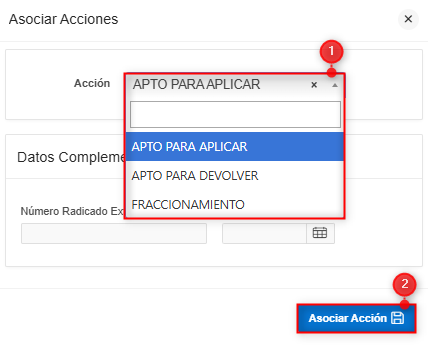 Asociar Acciones
1
Acción
APTO PARA APLICAR
APTO PARA APLICAR
Datos Compleme
APTO PARA DEVOLVER
FRACCIONAMIENTO
Número Radicado Ex
2
Asociar Acción